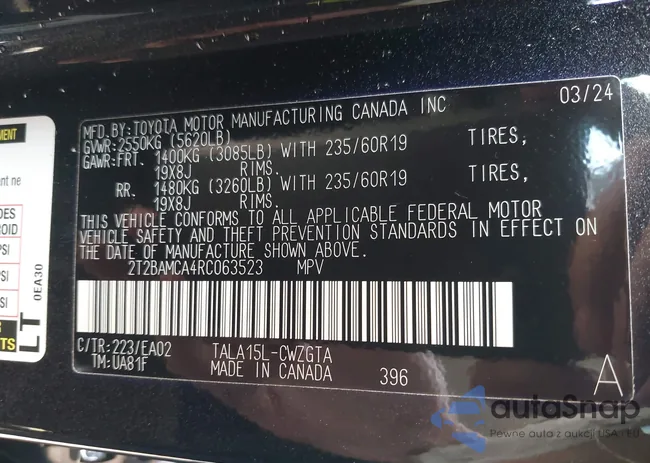 MFD.BY:TOYOTA MOTOR MANUFACTURING CANADA INC 03/24
GVWR:2550KG (5620LB)
GAWR:FRT. 1400KG (3085LB) WITH 235/60R19 TIRES,
19X8J RIMS.
RR. 1480KG (3260LB) WITH 235/60R19 TIRES,
19X8J RIMS.
THIS VEHICLE CONFORMS TO ALL APPLICABLE FEDERAL MOTOR
VEHICLE SAFETY AND THEFT PREVENTION STANDARDS IN EFFECT ON
THE DATE OF MANUFACTURE SHOWN ABOVE.
2T2BAMCA4RC063523 MPV
C/TR:223/EA02 TALA15L-CWZGTA
TM:UA81F MADE IN CANADA 396 A
0EA30
LT
autoSnap
Pewne auta z aukcji USA i EU